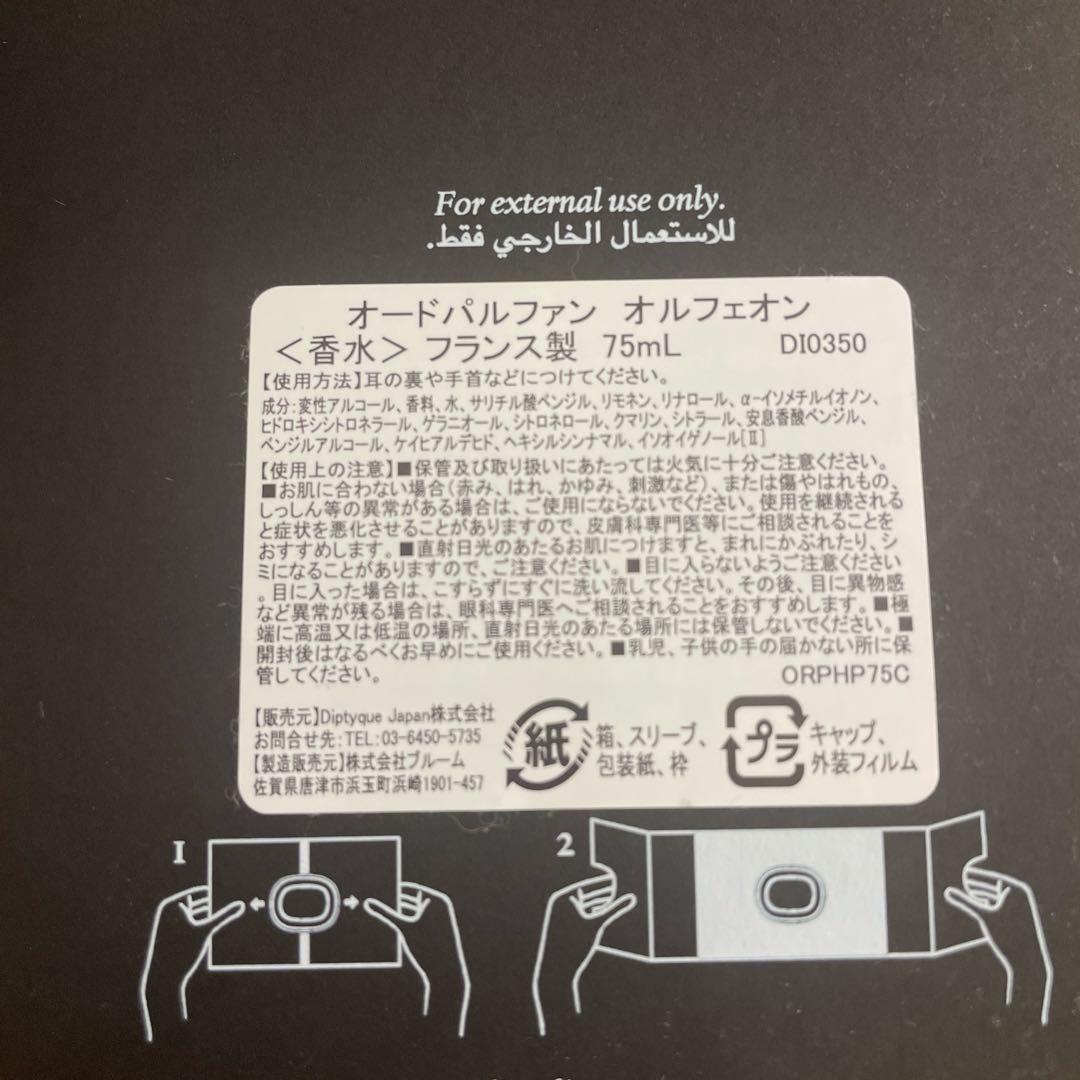 For external use only.
للاستعمال الخارجي فقط.
オードパルファン オルフェオン
＜香水＞ フランス製 75mL DI0350
【使用方法】耳の裏や手首などにつけてください。
成分:変性アルコール、香料、水、サリチル酸ベンジル、リモネン、リナロール、α-イソメチルイオノン、
ヒドロキシシトロネラール、ゲラニオール、シトロネロール、クマリン、シトラール、安息香酸ベンジル、
ベンジルアルコール、ケイヒアルデヒド、ヘキシルシンナマル、イソオイゲノール[Ⅱ]
【使用上の注意】■保管及び取り扱いにあたっては火気に十分ご注意ください。
■お肌に合わない場合(赤み、はれ、かゆみ、刺激など)、または傷やはれもの、
しっしん等の異常がある場合は、ご使用にならないでください。使用を継続される
と症状を悪化させることがありますので、皮膚科専門医等にご相談されることを
おすすめします。■直射日光のあたるお肌につけますと、まれにかぶれたり、シ
ミになることがありますので、ご注意ください。■目に入らないようご注意ください
。目に入った場合は、こすらずにすぐに洗い流してください。その後、目に異物感
など異常が残る場合は、眼科専門医へご相談されることをおすすめします。■極
端に高温又は低温の場所、直射日光のあたる場所には保管しないでください。■
開封後はなるべくお早めにご使用ください。■乳児、子供の手の届かない所に保
管してください。 ORPHP75C
【販売元】Diptyque Japan株式会社
お問合せ先:TEL:03-6450-5735
【製造販売元】株式会社ブルーム
佐賀県唐津市浜玉町浜崎1901-457
紙
箱、スリーブ、
包装紙、枠
プラ
キャップ、
外装フィルム
1
2